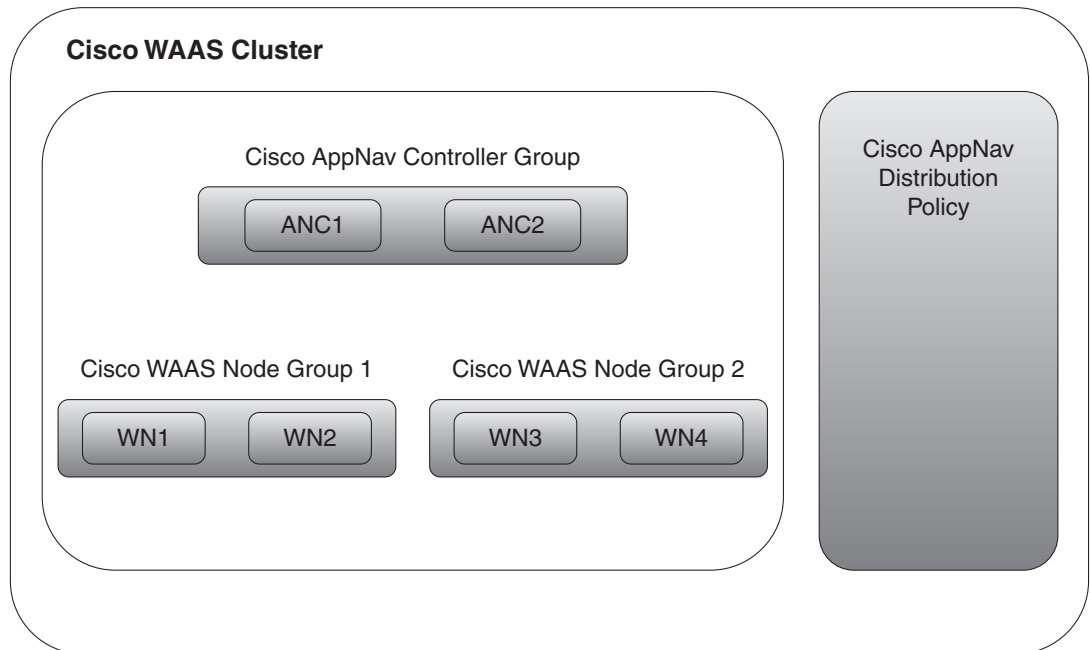 Cisco WAAS Cluster
Cisco AppNav Controller Group
ANC1
ANC2
Cisco WAAS Node Group 1
WN1
WN2
Cisco WAAS Node Group 2
WN3
WN4
Cisco AppNav
Distribution
Policy